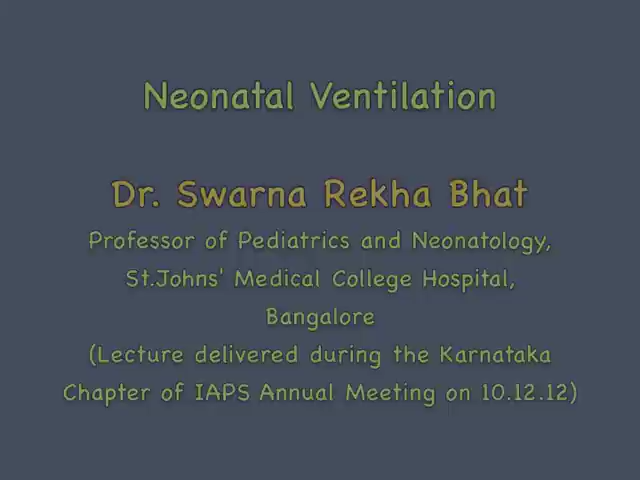 Neonatal Ventilation
Dr. Swarna Rekha Bhat
Professor of Pediatrics and Neonatology,
St.Johns' Medical College Hospital,
Bangalore
(Lecture delivered during the Karnataka
Chapter of IAPS Annual Meeting on 10.12.12)